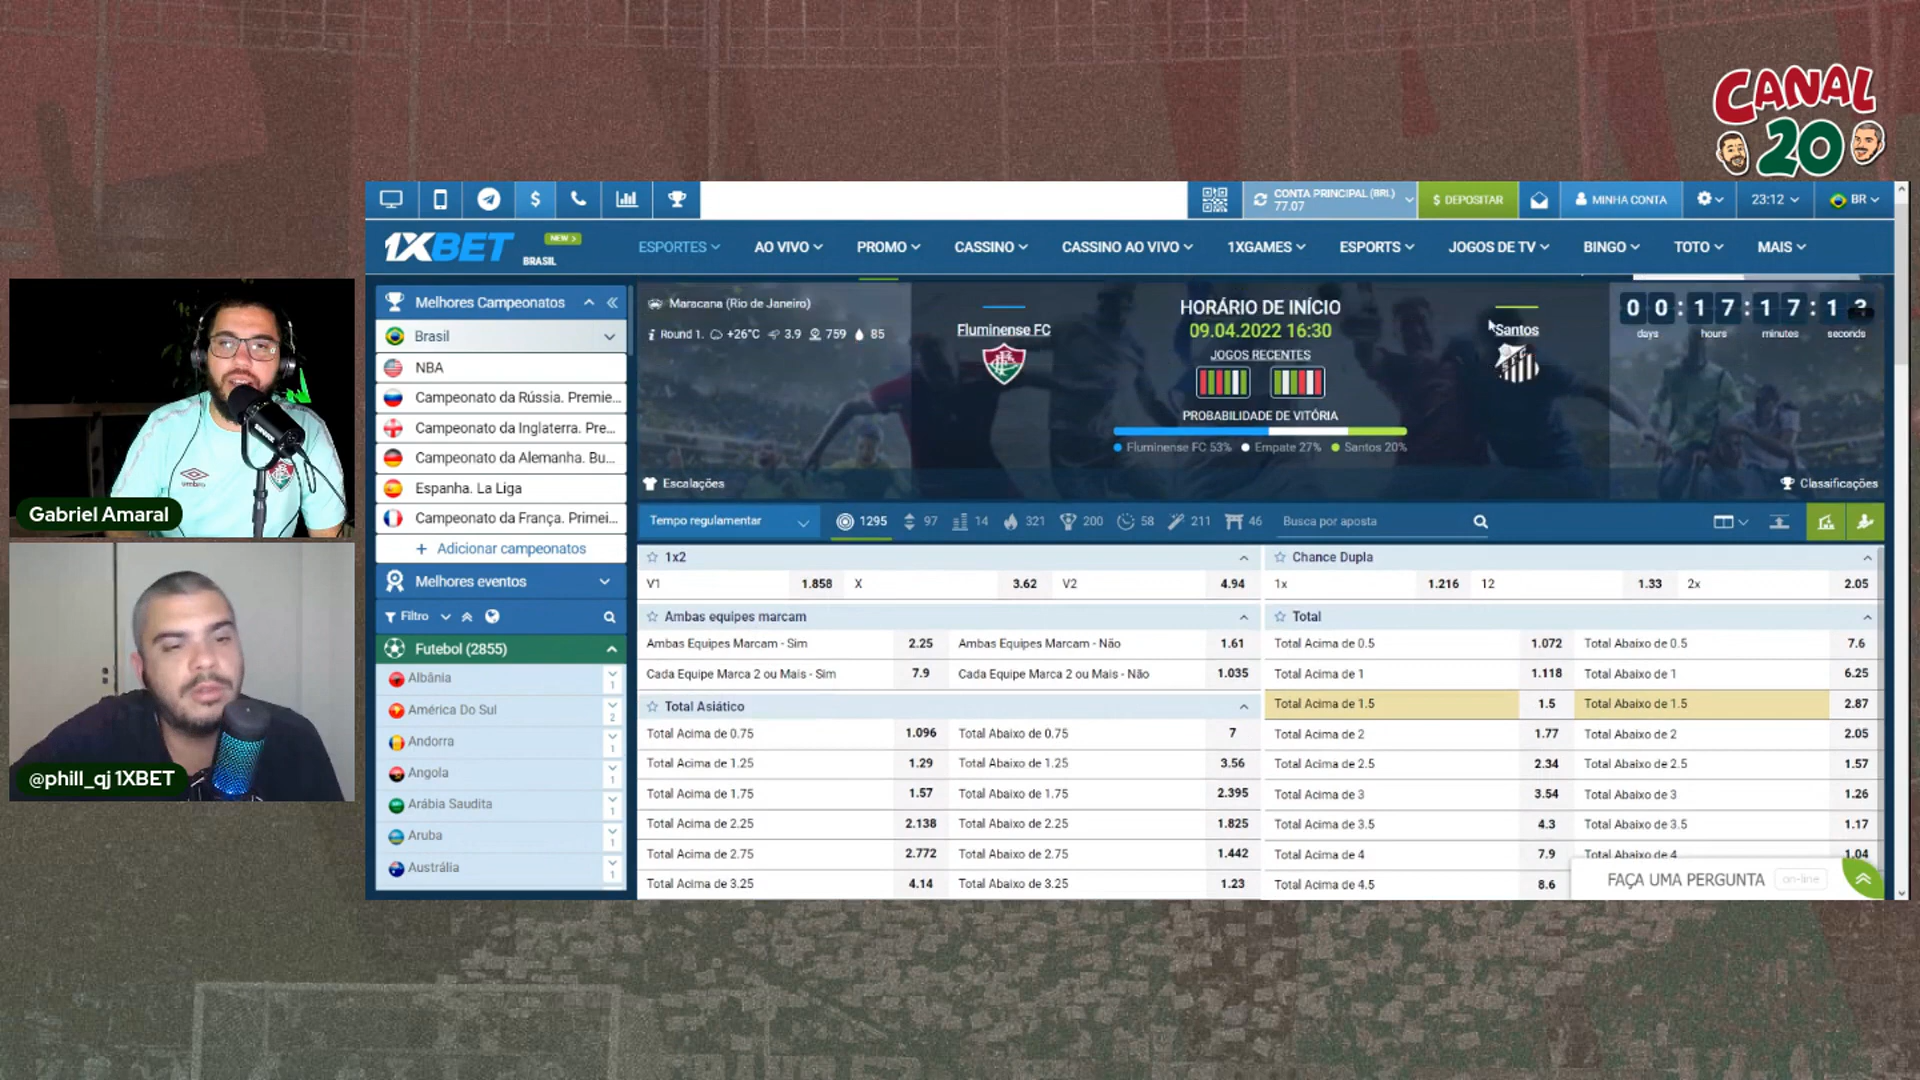 CANAL
20
CONTA PRINCIPAL (BRL)
77.07
$ DEPOSITAR
MINHA CONTA
23:12
BR
1XBET
NEW >
BRASIL
ESPORTES
AO VIVO
PROMO
CASSINO
CASSINO AO VIVO
1XGAMES
ESPORTS
JOGOS DE TV
BINGO
TOTO
MAIS
Melhores Campeonatos
Brasil
NBA
Campeonato da Rússia. Premie...
Campeonato da Inglaterra. Pre...
Campeonato da Alemanha. Bu...
Espanha. La Liga
Campeonato da França. Primei...
+ Adicionar campeonatos
Melhores eventos
Filtro
Futebol (2855)
Albânia 1
América Do Sul 2
Andorra 1
Angola 1
Arábia Saudita 1
Aruba 1
Austrália 1
Maracana (Rio de Janeiro)
Round 1. +26°C 3.9 759 85
Fluminense FC
HORÁRIO DE INÍCIO
09.04.2022 16:30
JOGOS RECENTES
PROBABILIDADE DE VITÓRIA
Fluminense FC 53% Empate 27% Santos 20%
Santos
00:17:17:1
days hours minutes seconds
Escalações
Classificações
Tempo regulamentar
1295 97 14 321 200 58 211 46
Busca por aposta
1x2
V1 1.858 X 3.62 V2 4.94
Ambas equipes marcam
Ambas Equipes Marcam - Sim 2.25 Ambas Equipes Marcam - Não 1.61
Cada Equipe Marca 2 ou Mais - Sim 7.9 Cada Equipe Marca 2 ou Mais - Não 1.035
Total Asiático
Total Acima de 0.75 1.096 Total Abaixo de 0.75 7
Total Acima de 1.25 1.29 Total Abaixo de 1.25 3.56
Total Acima de 1.75 1.57 Total Abaixo de 1.75 2.395
Total Acima de 2.25 2.138 Total Abaixo de 2.25 1.825
Total Acima de 2.75 2.772 Total Abaixo de 2.75 1.442
Total Acima de 3.25 4.14 Total Abaixo de 3.25 1.23
Chance Dupla
1x 1.216 12 1.33 2x 2.05
Total
Total Acima de 0.5 1.072 Total Abaixo de 0.5 7.6
Total Acima de 1 1.118 Total Abaixo de 1 6.25
Total Acima de 1.5 1.5 Total Abaixo de 1.5 2.87
Total Acima de 2 1.77 Total Abaixo de 2 2.05
Total Acima de 2.5 2.34 Total Abaixo de 2.5 1.57
Total Acima de 3 3.54 Total Abaixo de 3 1.26
Total Acima de 3.5 4.3 Total Abaixo de 3.5 1.17
Total Acima de 4 7.9 Total Abaixo de 4 1.04
Total Acima de 4.5 8.6
FAÇA UMA PERGUNTA
on-line
umbro
Gabriel Amaral
@phill_qj 1XBET